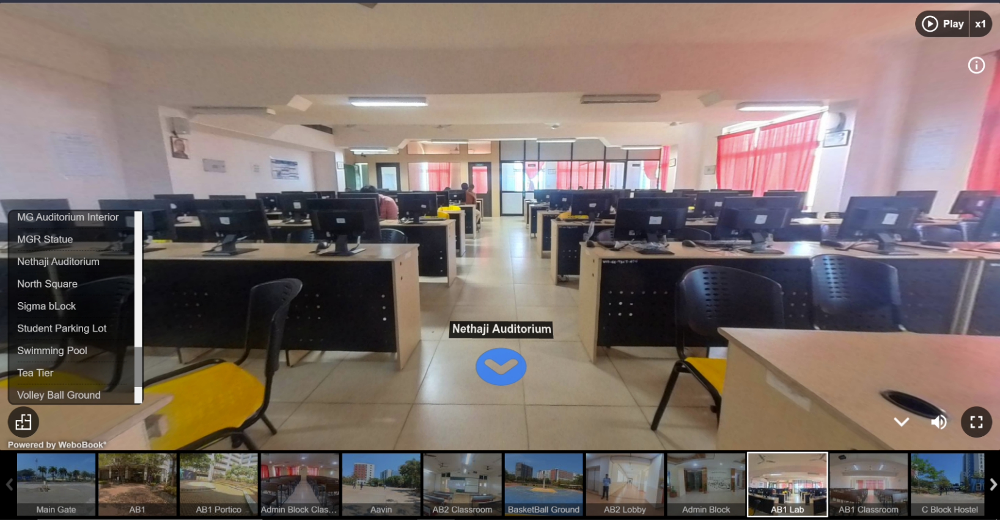 Play
x1
MG Auditorium Interior
MGR Statue
Nethaji Auditorium
North Square
Sigma bLock
Student Parking Lot
Swimming Pool
Tea Tier
Volley Ball Ground
Nethaji Auditorium
Powered by WeboBook®
Main Gate
AB1
AB1 Portico
Admin Block Clas...
Aavin
AB2 Classroom
BasketBall Ground
AB2 Lobby
Admin Block
AB1 Lab
AB1 Classroom
C Block Hostel